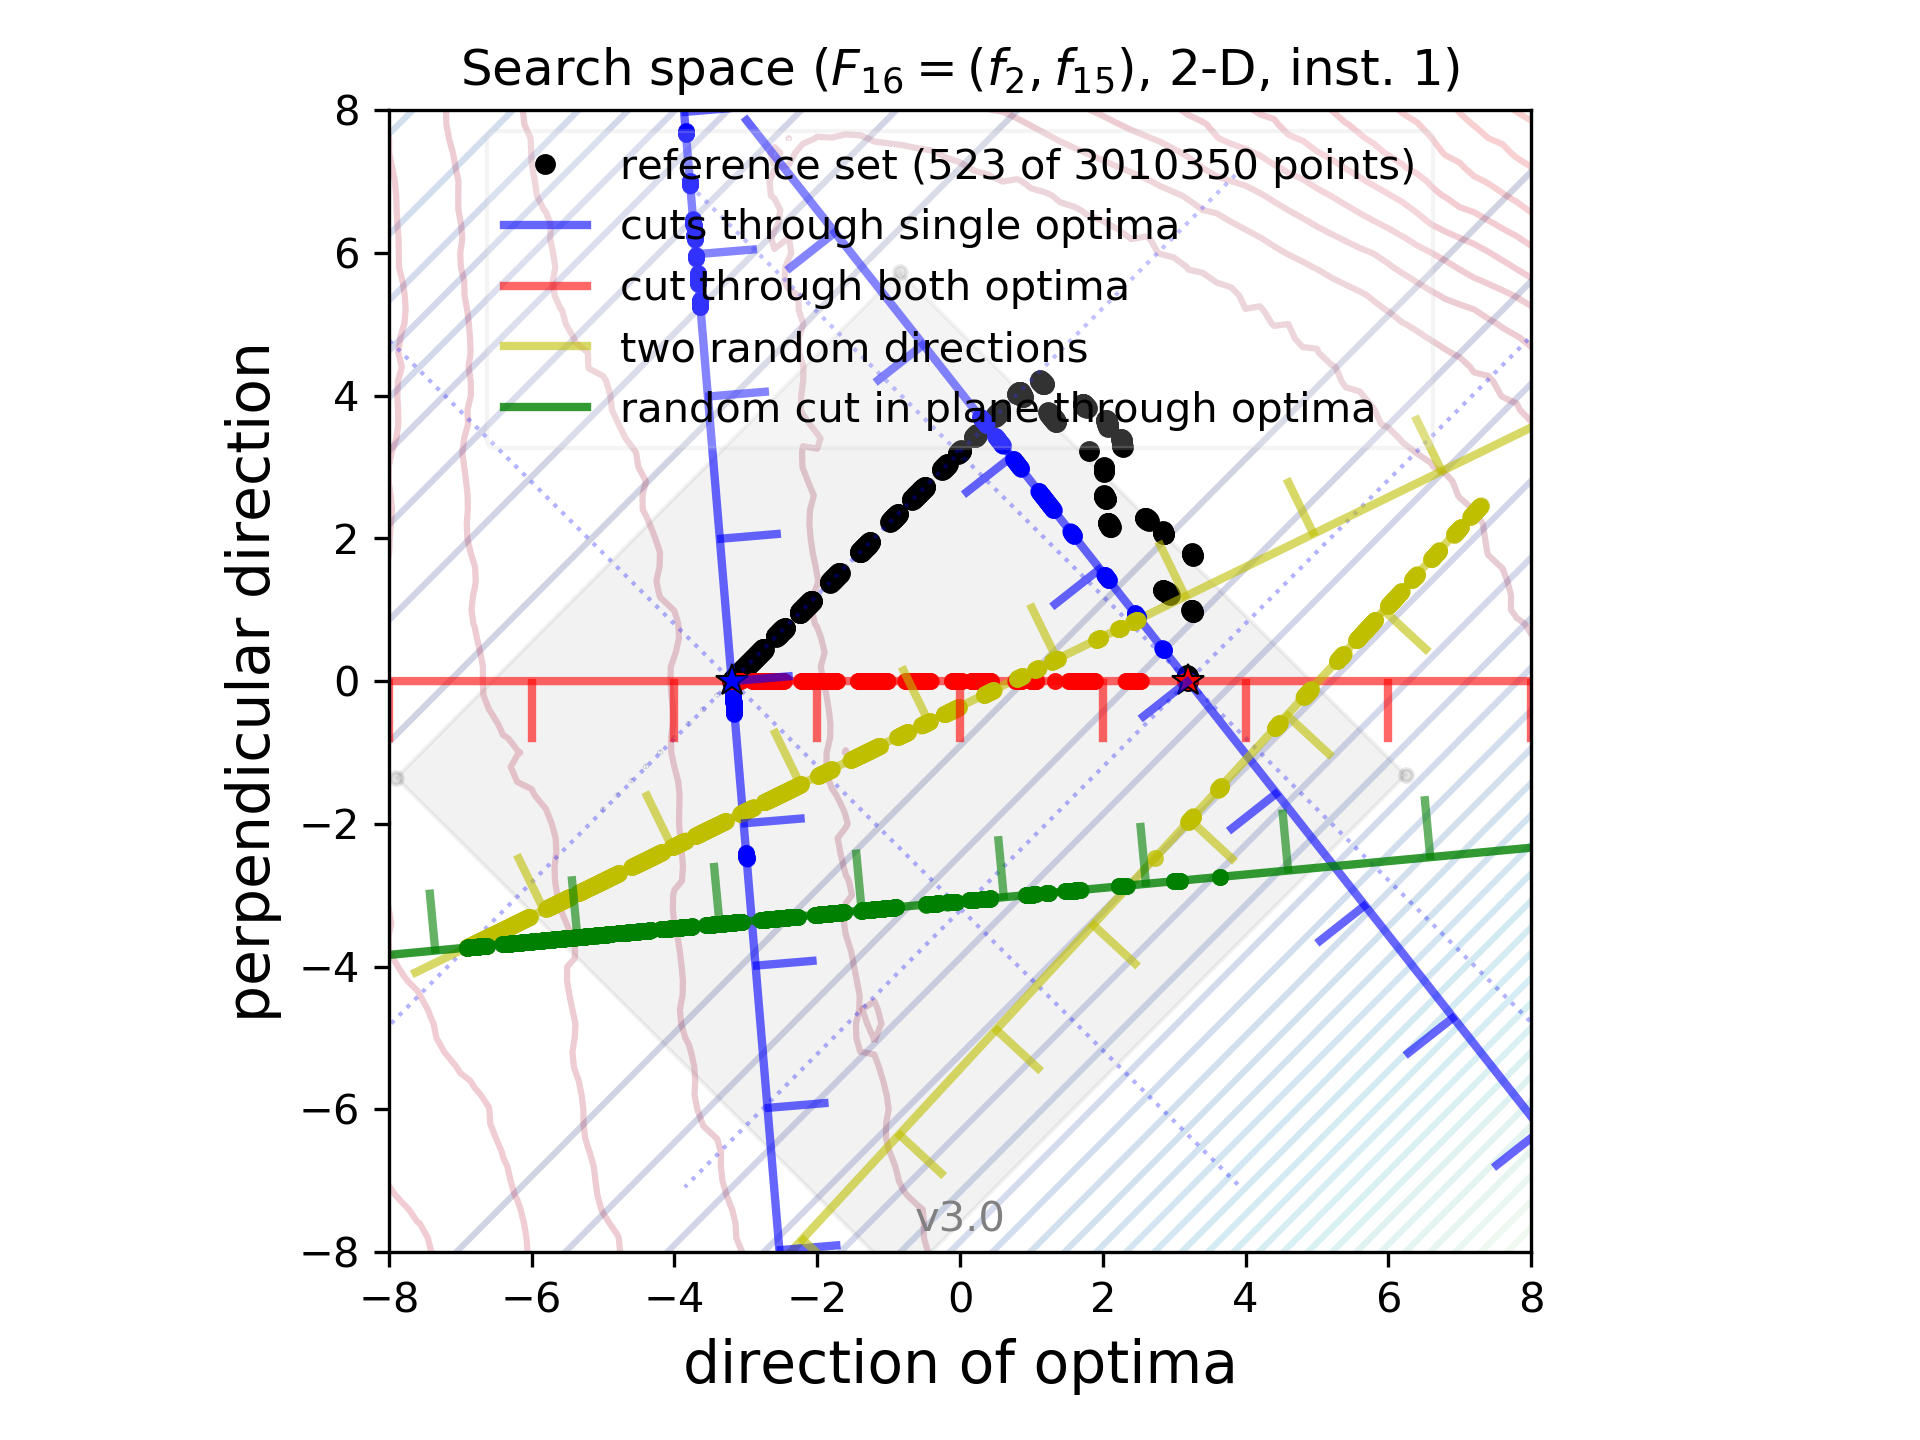 Search space (F16 = (f2, f15), 2-D, inst. 1)
reference set (523 of 3010350 points)
cuts through single optima
cut through both optima
two random directions
random cut in plane through optima
perpendicular direction
8
6
4
2
0
−2
−4
−6
−8
v3.0
−8 −6 −4 −2 0 2 4 6 8
direction of optima